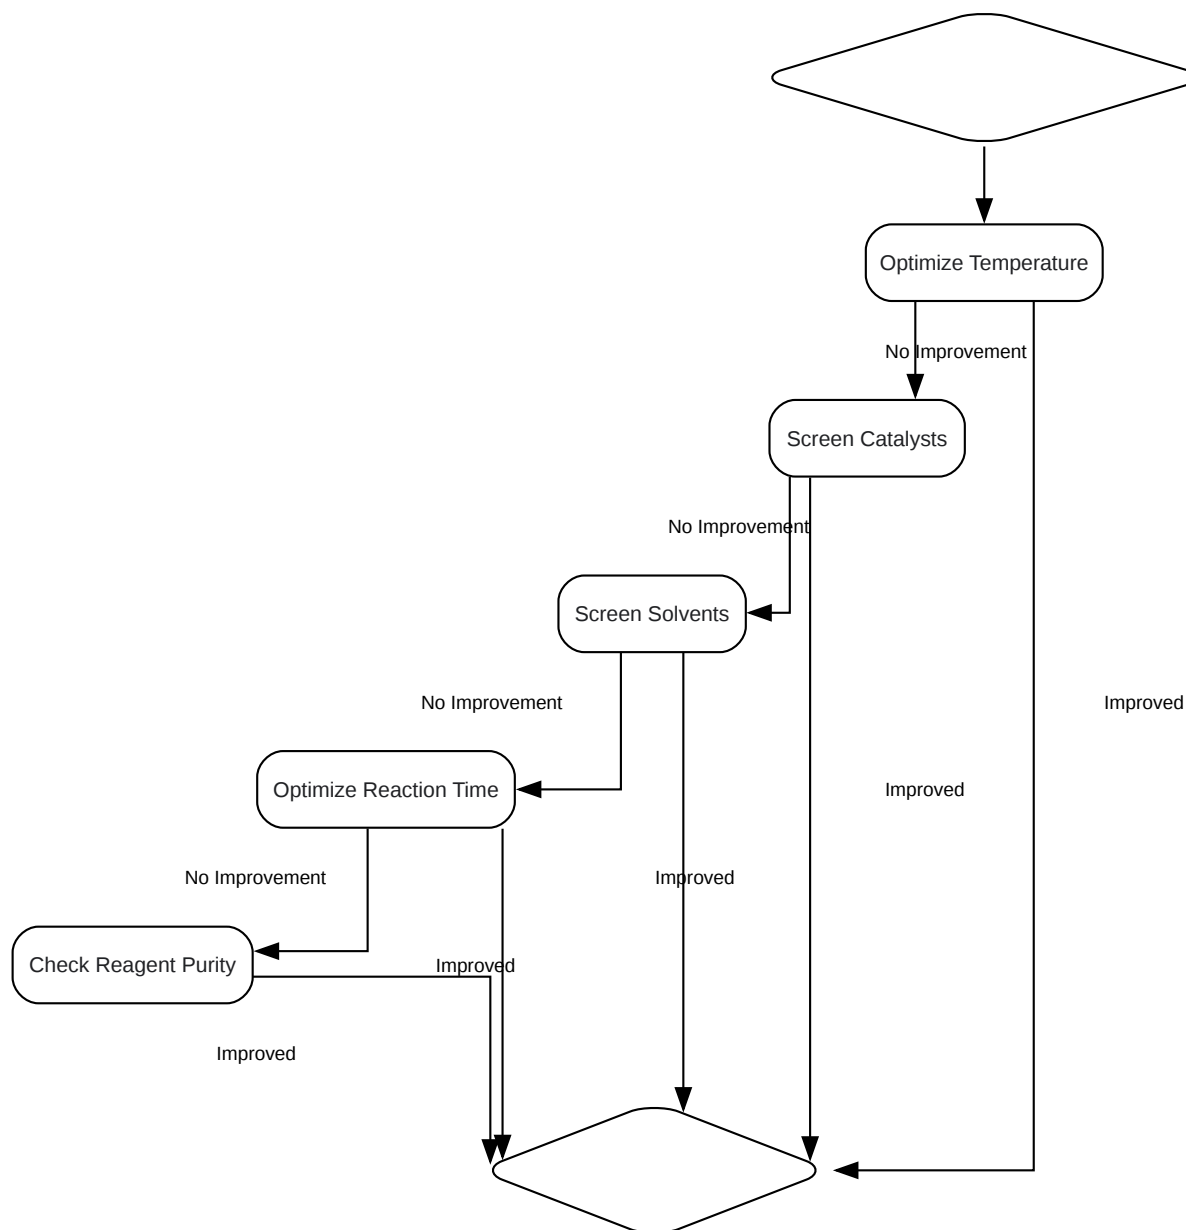 Optimize Temperature
No Improvement
Screen Catalysts
No Improvement
Screen Solvents
No Improvement
Improved
Optimize Reaction Time
Improved
No Improvement
Improved
Check Reagent Purity
Improved
Improved